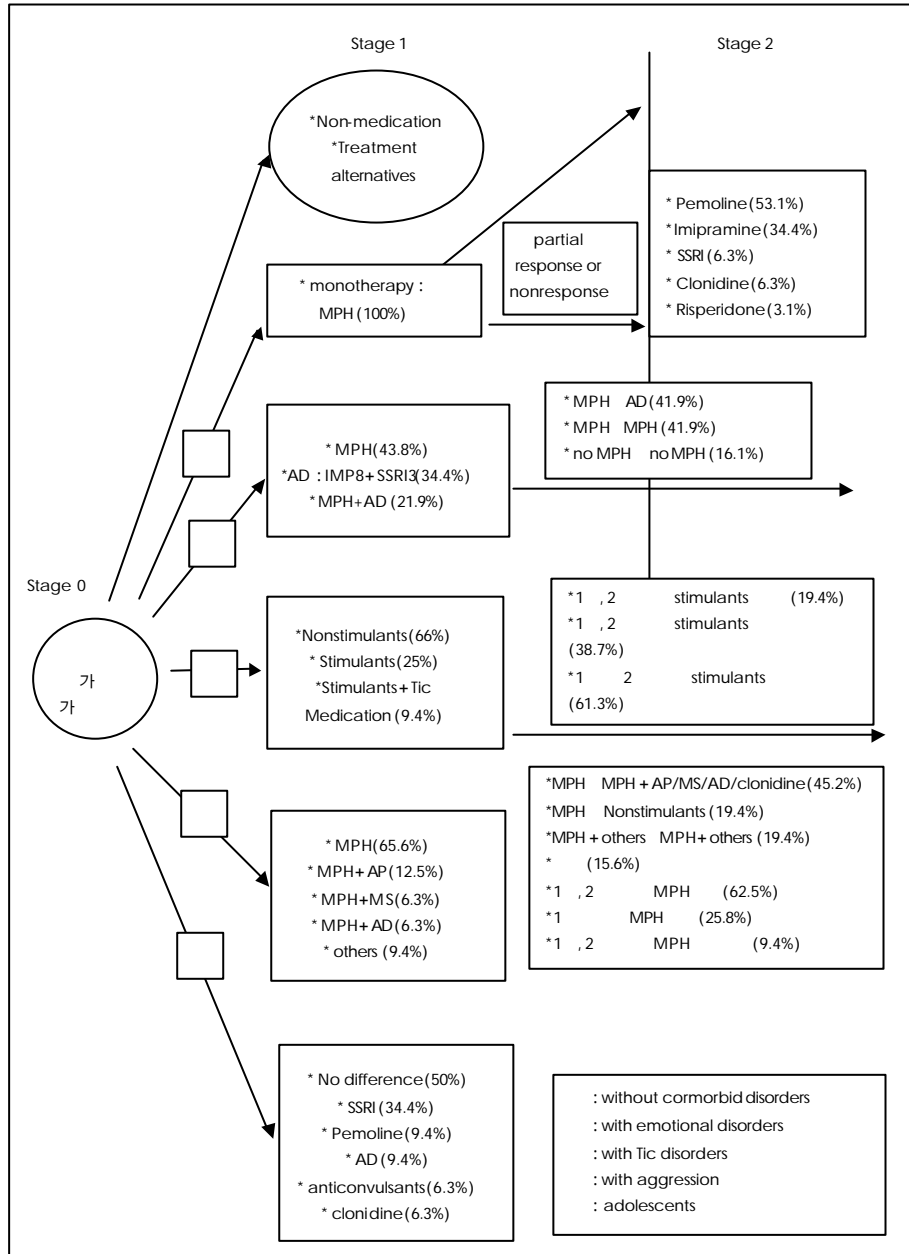 Stage 1
Stage 2
*Non-medication
*Treatment
alternatives
* Pemoline (53.1%)
*Imipramine (34.4%)
* SSRI (6.3%)
* Clonidine (6.3%)
* Risperidone (3.1%)
partial
response or
nonresponse
* monotherapy :
MPH (100%)
* MPH AD (41.9%)
* MPH MPH (41.9%)
* no MPH no MPH (16.1%)
* MPH(43.8%)
*AD : IMP8+ SSRI3(34.4%)
* MPH+AD (21.9%)
Stage 0
가
가
*1 , 2 stimulants (19.4%)
*1 , 2 stimulants
(38.7%)
*1 2 stimulants
(61.3%)
*Nonstimulants (66%)
* Stimulants (25%)
*Stimulants + Tic
Medication (9.4%)
*MPH MPH + AP/MS/AD/clonidine (45.2%)
*MPH Nonstimulants (19.4%)
*MPH + others MPH+ others (19.4%)
* (15.6%)
*1 , 2 MPH (62.5%)
*1 MPH (25.8%)
*1 , 2 MPH (9.4%)
* MPH (65.6%)
* MPH+ AP (12.5%)
* MPH+MS (6.3%)
* MPH+AD (6.3%)
* others (9.4%)
* No difference (50%)
* SSRI (34.4%)
* Pemoline (9.4%)
* AD (9.4%)
* anticonvulsants (6.3%)
* clonidine (6.3%)
: without cormorbid disorders
: with emotional disorders
: with Tic disorders
: with aggression
: adolescents